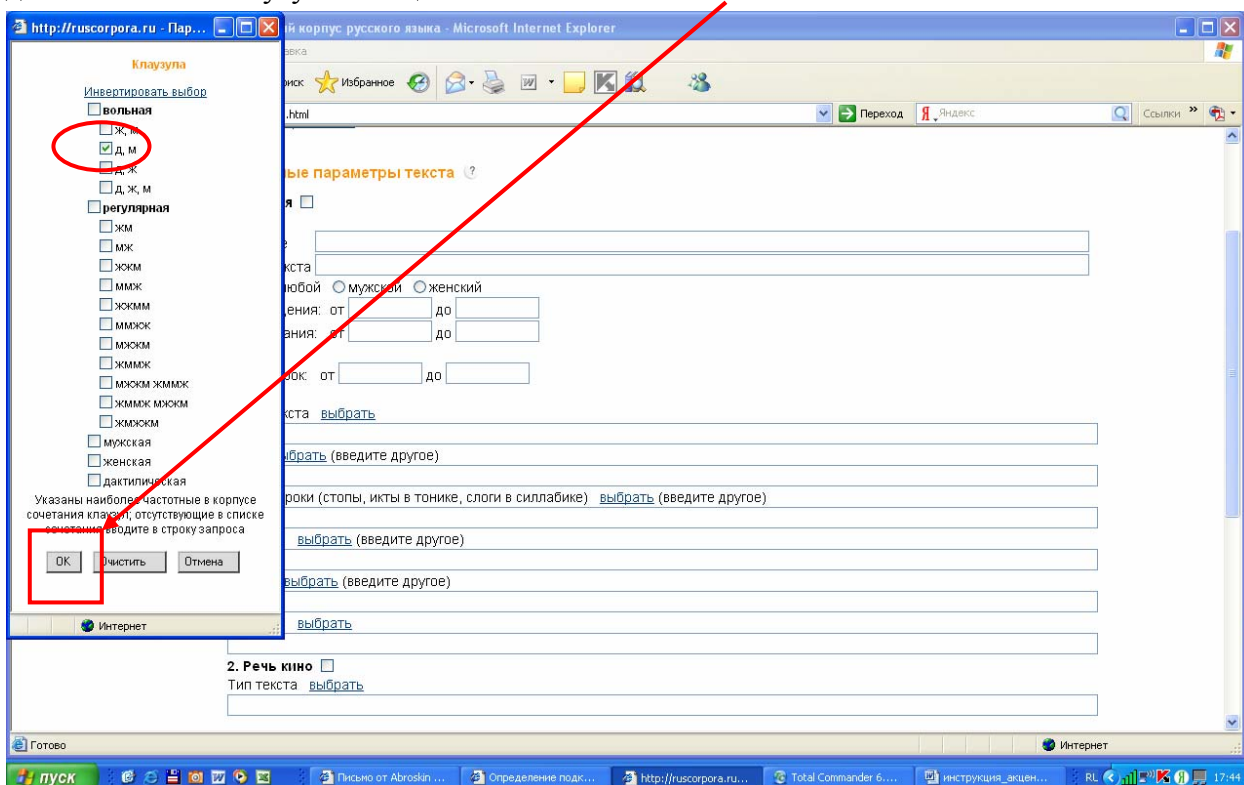 http://ruscorpora.ru - Пар...
й корпус русского языка - Microsoft Internet Explorer
Клаузула
Инвертировать выбор
вольная
ж, м
д, м
д, ж
д, ж, м
регулярная
жм
мж
жжм
ммж
жжмм
ммжж
мжжм
жммж
мжжм жммж
жммж мжжм
жмжжм
мужская
женская
дактилическая
Указаны наиболее частотные в корпусе
сочетания клаузул; отсутствующие в списке
сочетания вводите в строку запроса
OK Очистить Отмена
Интернет
авка
иск Избранное
.html Переход Яндекс Ссылки »
ые параметры текста ?
я
е
кста
любой мужской женский
ения: от до
ания: от до
рок: от до
кста выбрать
ыбрать (введите другое)
роки (стопы, икты в тонике, слоги в силлабике) выбрать (введите другое)
выбрать (введите другое)
выбрать (введите другое)
выбрать
2. Речь кино
Тип текста выбрать
Готово Интернет
пуск Письмо от Abroskin ... Определение подк... http://ruscorpora.ru... Total Commander 6.... инструкция_акцен... RL 17:44